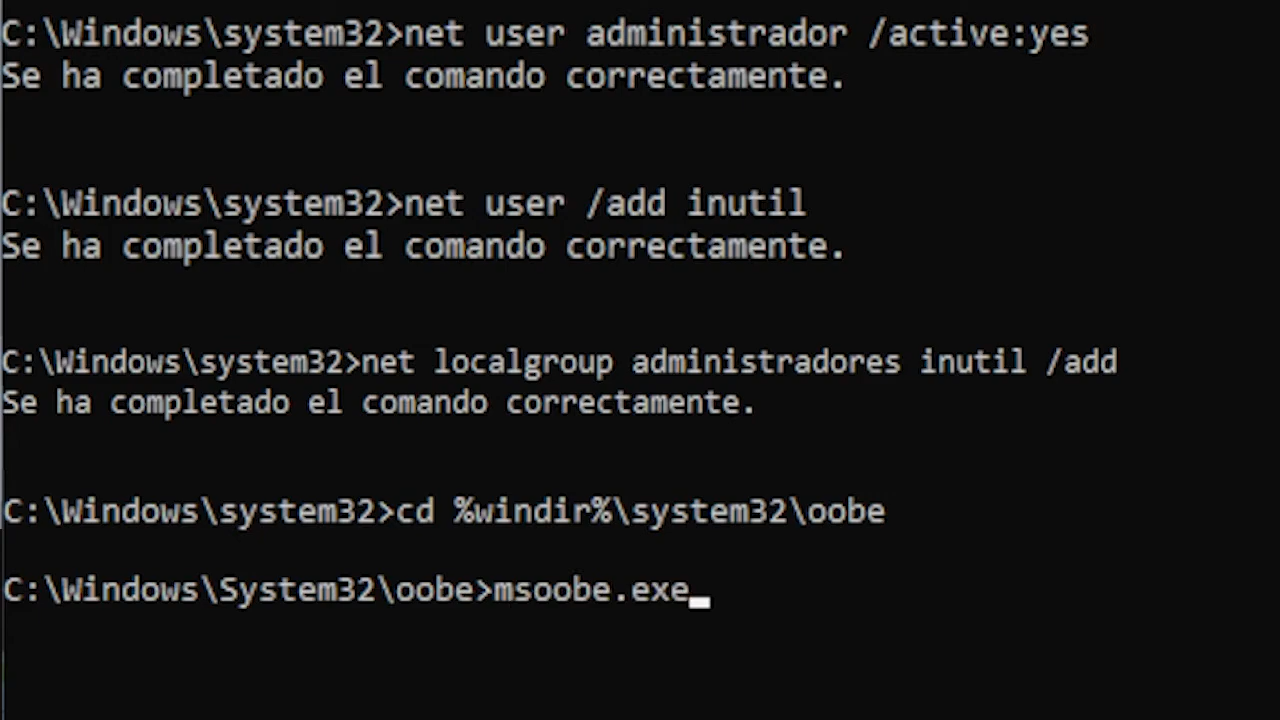 C:\Windows\system32>net user administrador /active:yes
Se ha completado el comando correctamente.
C:\Windows\system32>net user /add inutil
Se ha completado el comando correctamente.
C:\Windows\system32>net localgroup administradores inutil /add
Se ha completado el comando correctamente.
C:\Windows\system32>cd %windir%\system32\oobe
C:\Windows\System32\oobe>msoobe.exe